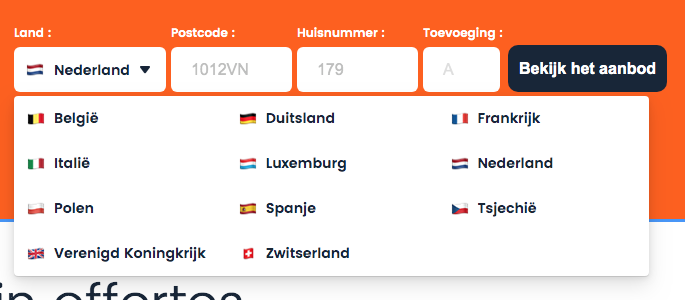 Land : Postcode : Huisnummer : Toevoeging :
Nederland 1012VN 179 A Bekijk het aanbod
België Duitsland Frankrijk
Italië Luxemburg Nederland
Polen Spanje Tsjechië
Verenigd Koningkrijk Zwitserland
offertes